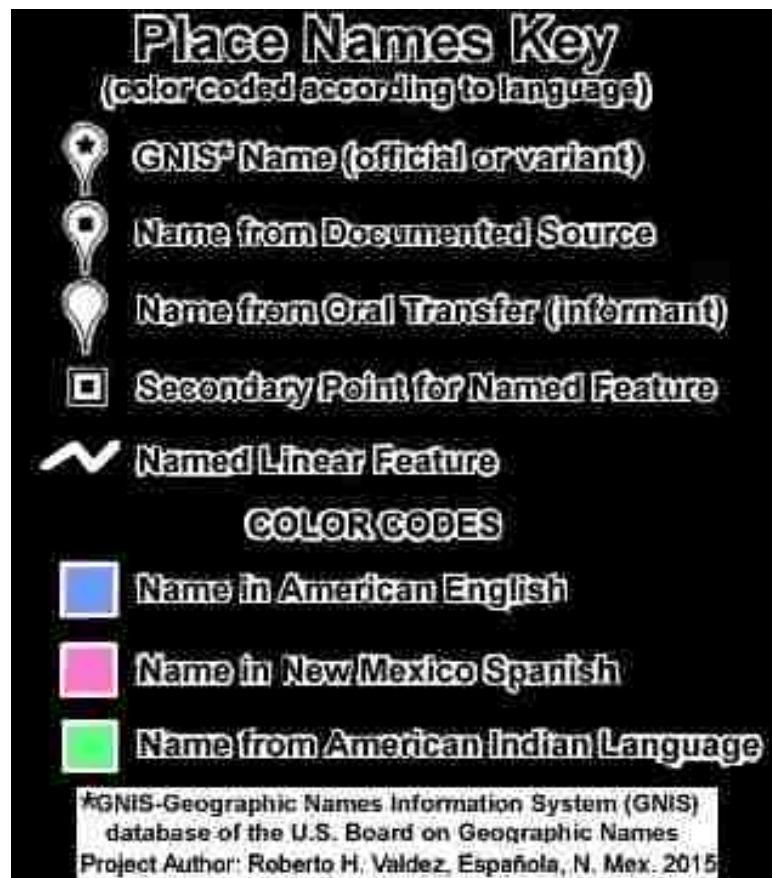 Place Names Key
(color coded according to language)
GNIS* Name (official or variant)
Name from Documented Source
Name from Oral Transfer (informant)
Secondary Point for Named Feature
Named Linear Feature
COLOR CODES
Name in American English
Name in New Mexico Spanish
Name from American Indian Language
*GNIS-Geographic Names Information System (GNIS)
database of the U.S. Board on Geographic Names
Project Author: Roberto H. Valdez, Española, N. Mex. 2015